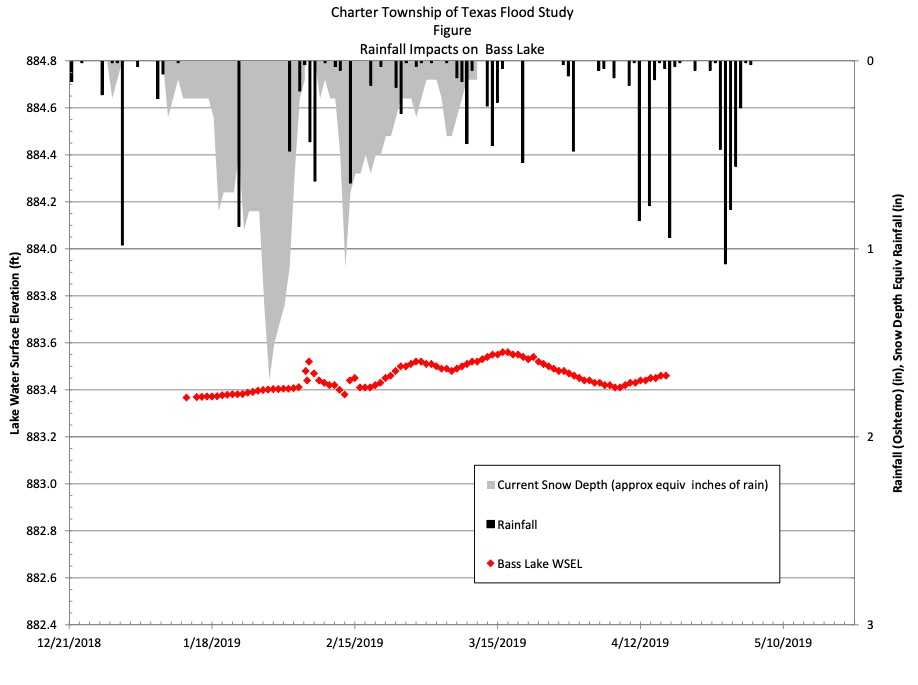 Charter Township of Texas Flood Study
Figure
Rainfall Impacts on  Bass Lake
884.8
884.6
884.4
884.2
884.0
883.8
883.6
883.4
883.2
883.0
882.8
882.6
882.4
Lake Water Surface Elevation (ft)
0
1
2
3
Rainfall (Oshtemo) (in), Snow Depth Equiv Rainfall (in)
Current Snow Depth (approx equiv  inches of rain)
Rainfall
Bass Lake WSEL
12/21/2018 1/18/2019 2/15/2019 3/15/2019 4/12/2019 5/10/2019